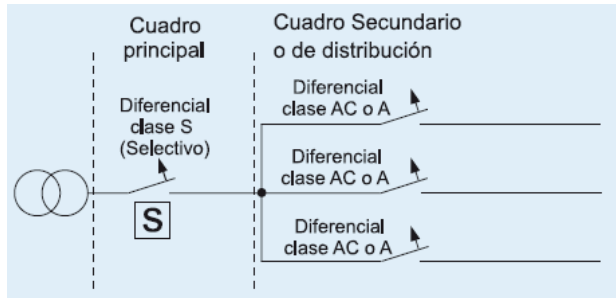 Cuadro
principal
Cuadro Secundario
o de distribución
Diferencial
clase S
(Selectivo)
S
Diferencial
clase AC o A
Diferencial
clase AC o A
Diferencial
clase AC o A